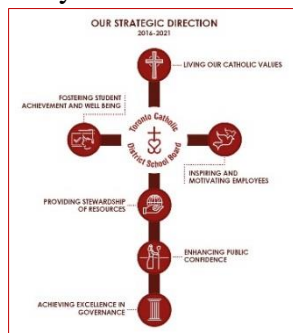 OUR STRATEGIC DIRECTION
2016-2021
LIVING OUR CATHOLIC VALUES
FOSTERING STUDENT
ACHIEVEMENT AND WELL BEING
Toronto Catholic
District School Board
INSPIRING AND
MOTIVATING EMPLOYEES
PROVIDING STEWARDSHIP
OF RESOURCES
ENHANCING PUBLIC
CONFIDENCE
ACHIEVING EXCELLENCE IN
GOVERNANCE